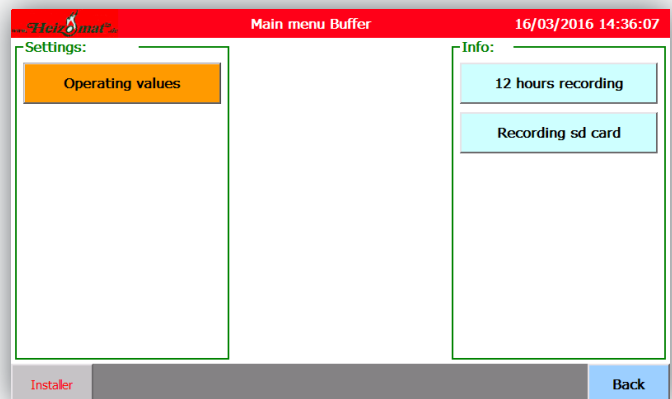 Heizomat
Main menu Buffer
16/03/2016 14:36:07
Settings:
Operating values
Info:
12 hours recording
Recording sd card
Installer
Back